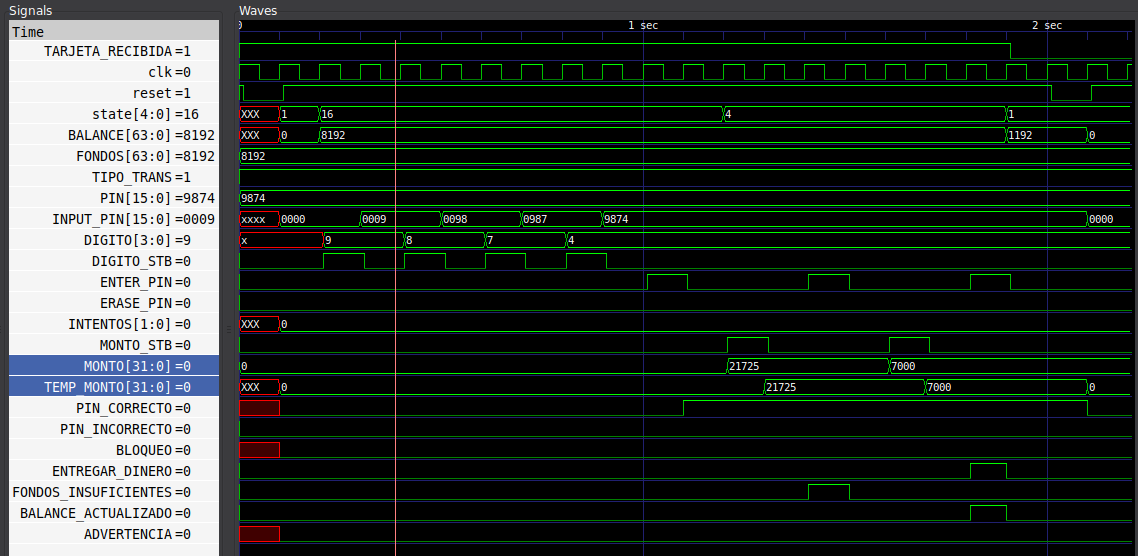 Signals Waves
Time 0 1 sec 2 sec
TARJETA_RECIBIDA=1
clk=0
reset=1
state[4:0]=16 XXX 1 16 4 1
BALANCE[63:0]=8192 XXX 0 8192 1192 0
FONDOS[63:0]=8192 8192
TIPO_TRANS=1
PIN[15:0]=9874 9874
INPUT_PIN[15:0]=0009 xxxx 0000 0009 0098 0987 9874 0000
DIGITO[3:0]=9 x 9 8 7 4
DIGITO_STB=0
ENTER_PIN=0
ERASE_PIN=0
INTENTOS[1:0]=0 XXX 0
MONTO_STB=0
MONTO[31:0]=0 0 21725 7000
TEMP_MONTO[31:0]=0 XXX 0 21725 7000 0
PIN_CORRECTO=0
PIN_INCORRECTO=0
BLOQUEO=0
ENTREGAR_DINERO=0
FONDOS_INSUFICIENTES=0
BALANCE_ACTUALIZADO=0
ADVERTENCIA=0